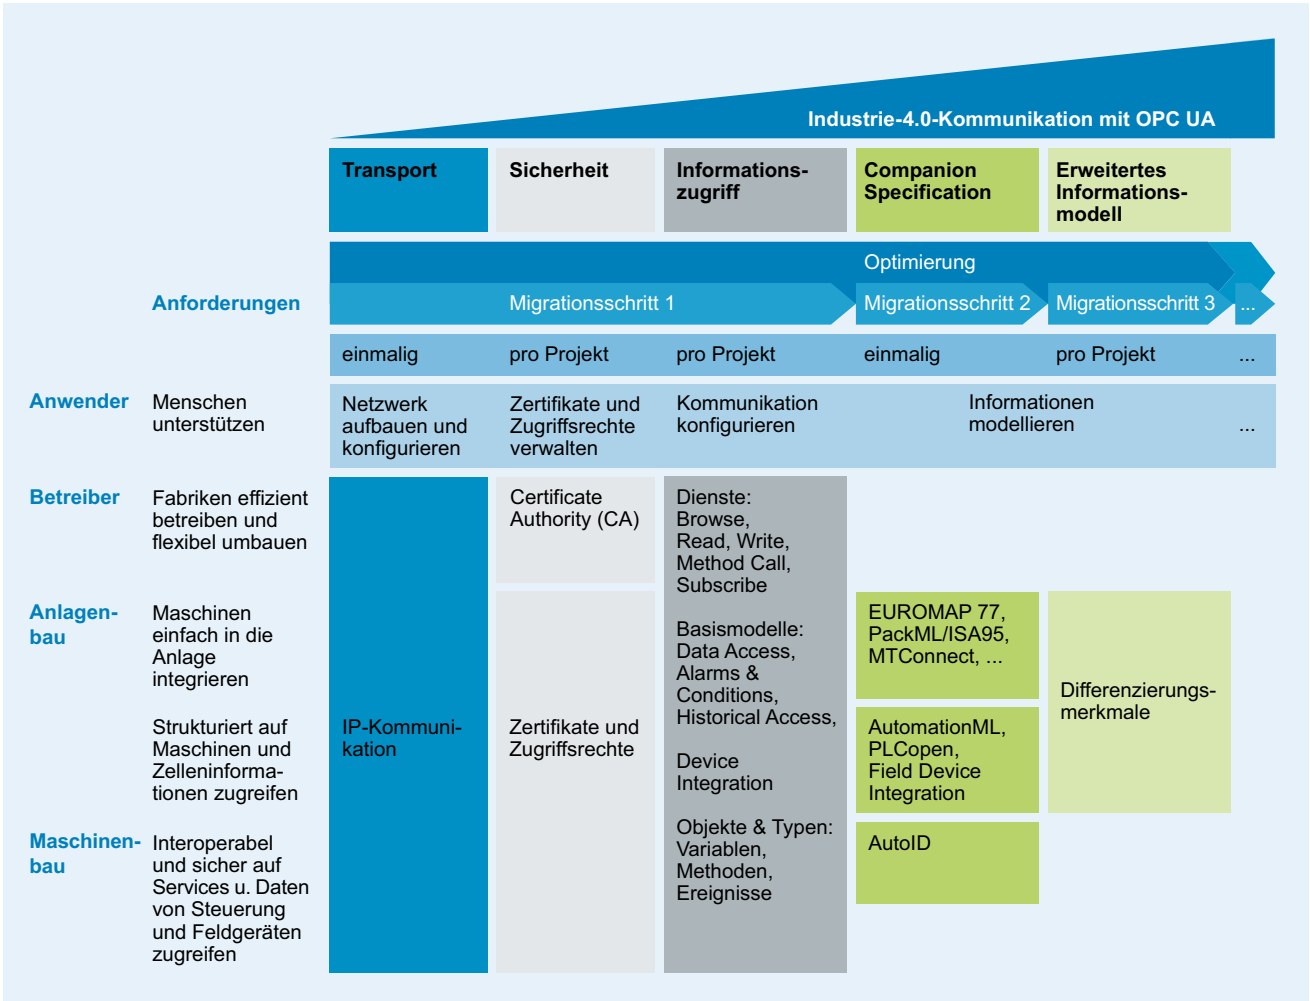 Industrie-4.0-Kommunikation mit OPC UA
Transport
Sicherheit
Informations-
zugriff
Companion
Specification
Erweitertes
Informations-
modell
Optimierung
Anforderungen
Migrationsschritt 1
Migrationsschritt 2
Migrationsschritt 3
...
einmalig
pro Projekt
pro Projekt
einmalig
pro Projekt
...
Anwender
Menschen
unterstützen
Netzwerk
aufbauen und
konfigurieren
Zertifikate und
Zugriffsrechte
verwalten
Kommunikation
konfigurieren
Informationen
modellieren
...
Betreiber
Fabriken effizient
betreiben und
flexibel umbauen
Anlagen-
bau
Maschinen
einfach in die
Anlage
integrieren
Strukturiert auf
Maschinen und
Zelleninforma-
tionen zugreifen
Maschinen-
bau
Interoperabel
und sicher auf
Services u. Daten
von Steuerung
und Feldgeräten
zugreifen
IP-Kommuni-
kation
Certificate
Authority (CA)
Zertifikate und
Zugriffsrechte
Dienste:
Browse,
Read, Write,
Method Call,
Subscribe
Basismodelle:
Data Access,
Alarms &
Conditions,
Historical Access,
Device
Integration
Objekte & Typen:
Variablen,
Methoden,
Ereignisse
EUROMAP 77,
PackML/ISA95,
MTConnect, ...
AutomationML,
PLCopen,
Field Device
Integration
AutoID
Differenzierungs-
merkmale